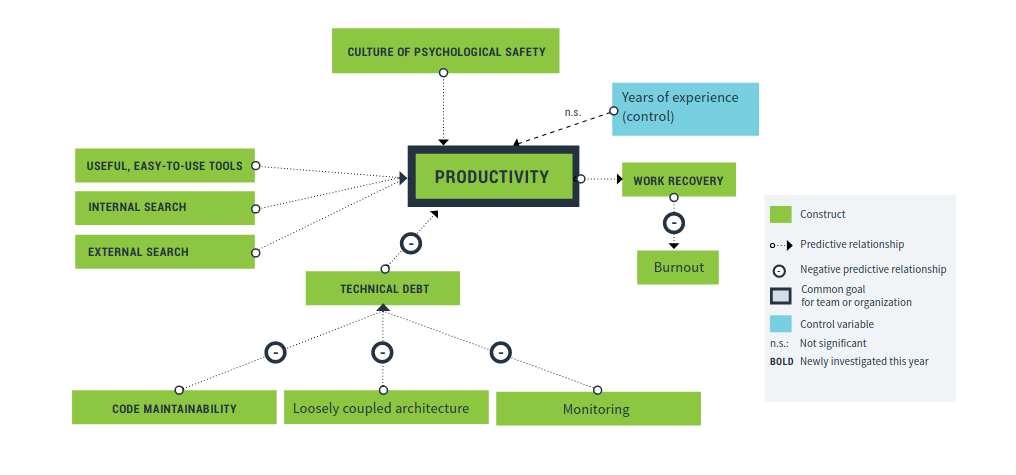 CULTURE OF PSYCHOLOGICAL SAFETY
Years of experience
(control)
n.s.
USEFUL, EASY-TO-USE TOOLS
INTERNAL SEARCH
EXTERNAL SEARCH
PRODUCTIVITY
WORK RECOVERY
-
Burnout
-
TECHNICAL DEBT
-
-
-
CODE MAINTAINABILITY
Loosely coupled architecture
Monitoring
Construct
Predictive relationship
-
Negative predictive relationship
Common goal
for team or organization
Control variable
n.s.: Not significant
BOLD Newly investigated this year